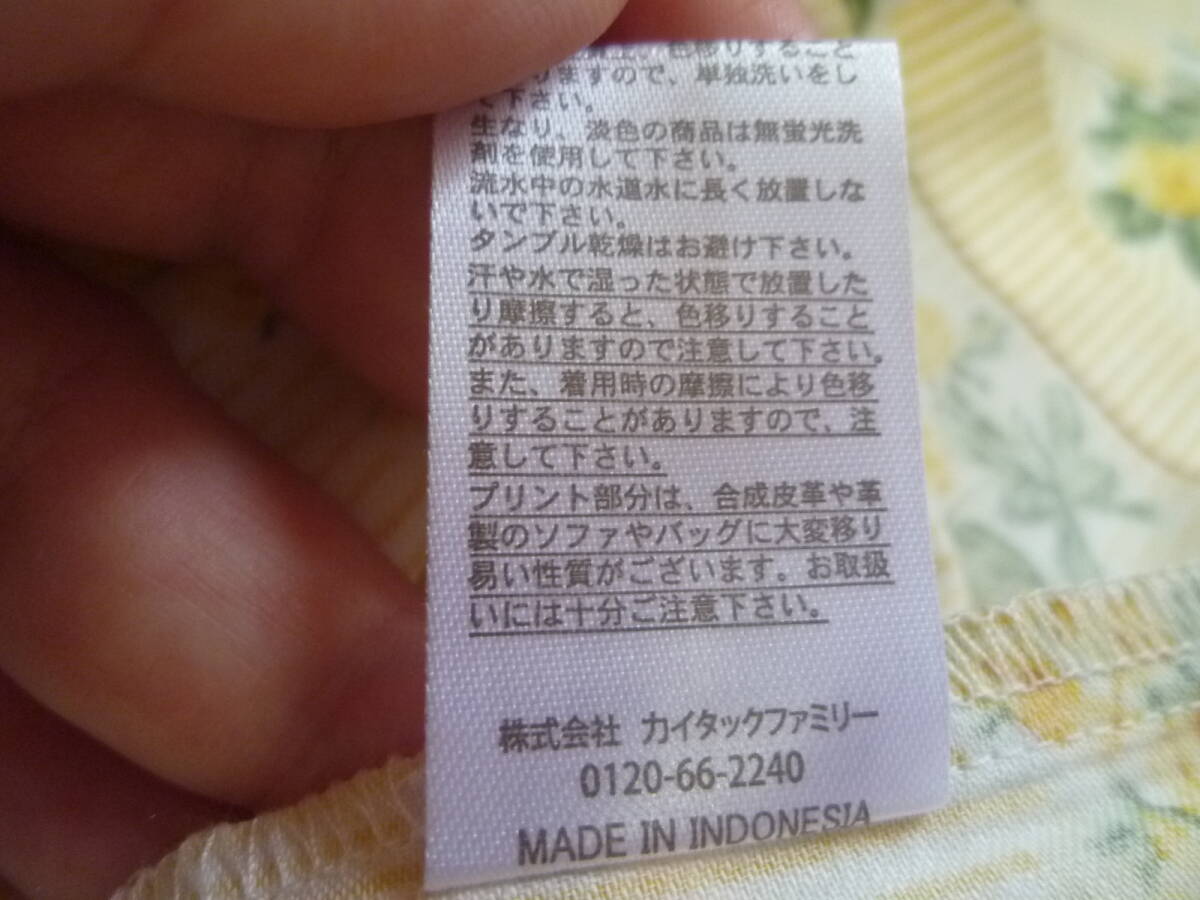 色移りすること
りますので、単独洗いをし
て下さい。
生なり、淡色の商品は無蛍光洗
剤を使用して下さい。
流水中の水道水に長く放置しな
いで下さい。
タンブル乾燥はお避け下さい。
汗や水で湿った状態で放置した
り摩擦すると、色移りすること
がありますので注意して下さい。
また、着用時の摩擦により色移
りすることがありますので、注
意して下さい。
プリント部分は、合成皮革や革
製のソファやバッグに大変移り
易い性質がございます。お取扱
いには十分ご注意下さい。
株式会社 カイタックファミリー
0120-66-2240
MADE IN INDONESIA